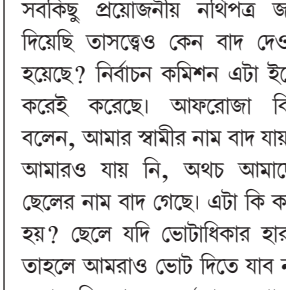 সবকিছু প্রয়োজনীয় নথিপত্র জ
দিয়েছি তাসত্ত্বেও কেন বাদ দেও
হয়েছে? নির্বাচন কমিশন এটা ইচ্ছে
করেই করেছে। আফরোজা বি
বলেন, আমার স্বামীর নাম বাদ যায়
আমারও যায় নি, অথচ আমাদে
ছেলের নাম বাদ গেছে। এটা কি ক
হয়? ছেলে যদি ভোটাধিকার হার
তাহলে আমরাও ভোট দিতে যাব ন